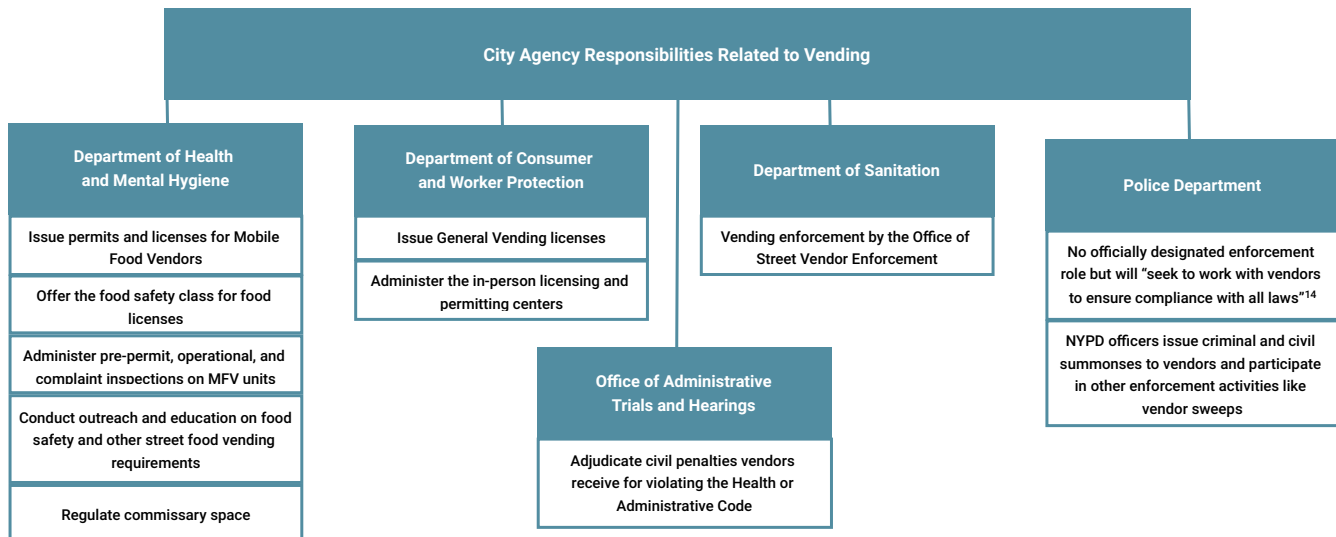 City Agency Responsibilities Related to Vending
Department of Health
and Mental Hygiene
Issue permits and licenses for Mobile
Food Vendors
Offer the food safety class for food
licenses
Administer pre-permit, operational, and
complaint inspections on MFV units
Conduct outreach and education on food
safety and other street food vending
requirements
Regulate commissary space
Department of Consumer
and Worker Protection
Issue General Vending licenses
Administer the in-person licensing and
permitting centers
Office of Administrative
Trials and Hearings
Adjudicate civil penalties vendors
receive for violating the Health or
Administrative Code
Department of Sanitation
Vending enforcement by the Office of
Street Vendor Enforcement
Police Department
No officially designated enforcement
role but will “seek to work with vendors
to ensure compliance with all laws”¹⁴
NYPD officers issue criminal and civil
summonses to vendors and participate
in other enforcement activities like
vendor sweeps